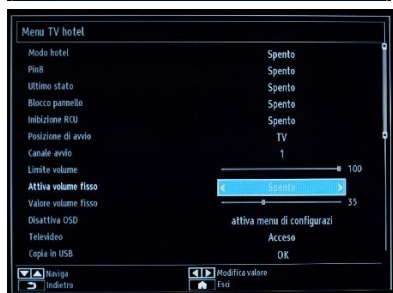 Menu TV hotel
Modo hotel Spento
Pin8 Spento
Ultimo stato Spento
Blocco pannello Spento
Inibizione RCU Spento
Posizione di avvio TV
Canale avvio 1
Limite volume 100
Attiva volume fisso Spento
Valore volume fisso 35
Disattiva OSD attiva menu di configurazi
Televideo Acceso
Copia in USB OK
Naviga Modifica valore
Indietro Esci